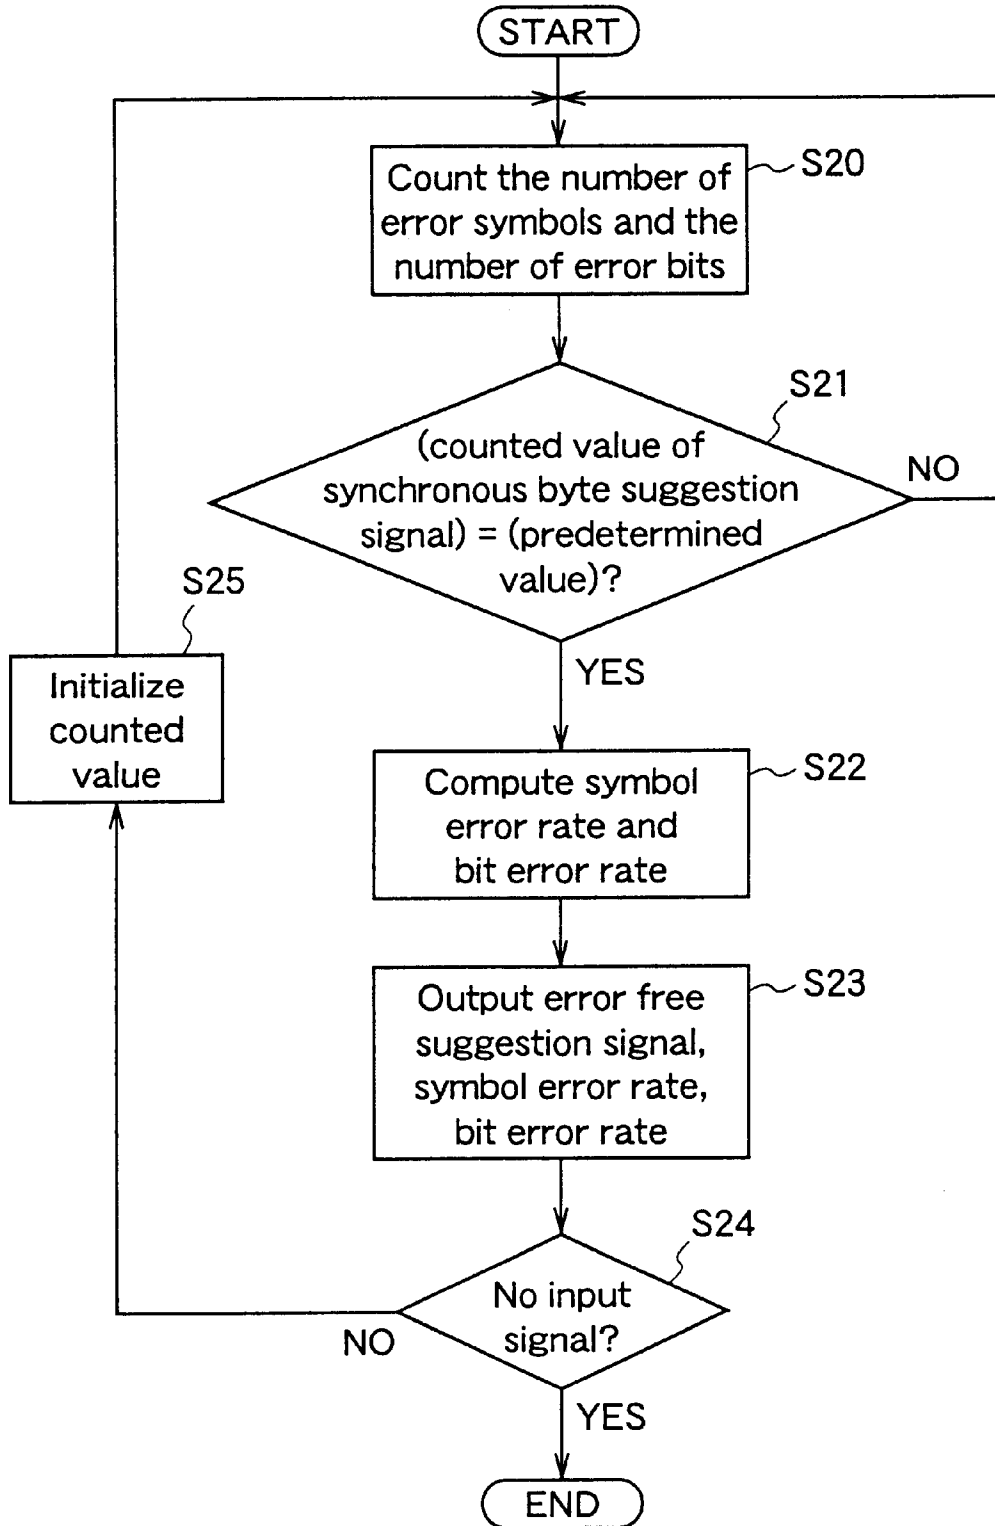 START
Count the number of
error symbols and the
number of error bits
S20
S21
(counted value of
synchronous byte suggestion
signal) = (predetermined
value)?
NO
YES
S25
Initialize
counted
value
Compute symbol
error rate and
bit error rate
S22
Output error free
suggestion signal,
symbol error rate,
bit error rate
S23
S24
No input
signal?
NO
YES
END